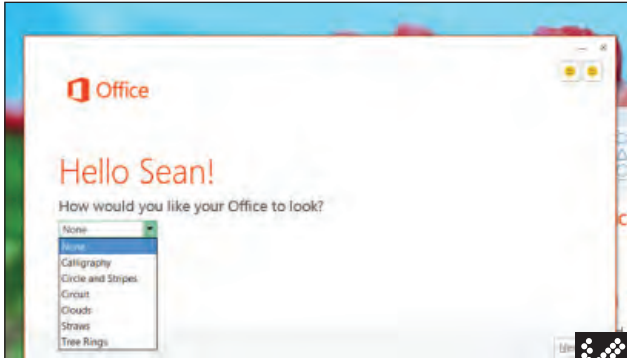 Office
Hello Sean!
How would you like your Office to look?
None
None
Calligraphy
Circle and Stripes
Circuit
Clouds
Straws
Tree Rings